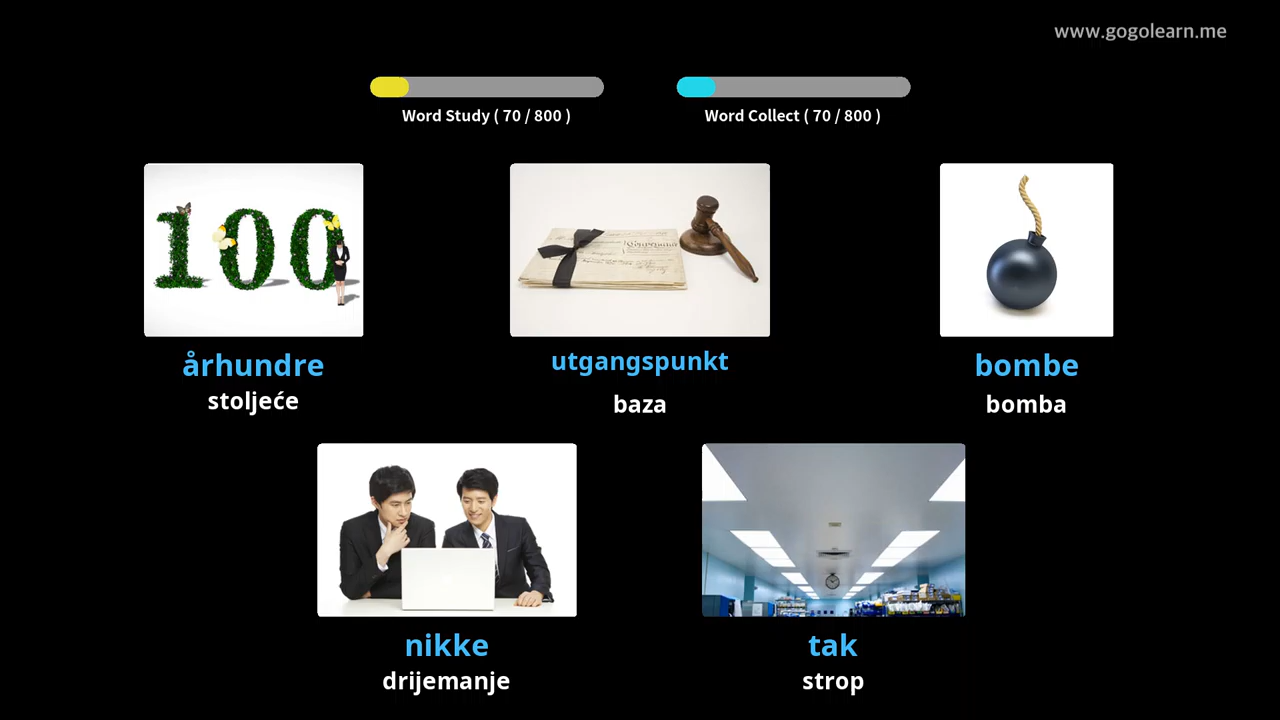 www.gogolearn.me
Word Study ( 70 / 800 )
Word Collect ( 70 / 800 )
100
århundre
stoljeće
utgangspunkt
baza
bombe
bomba
nikke
drijemanje
tak
strop